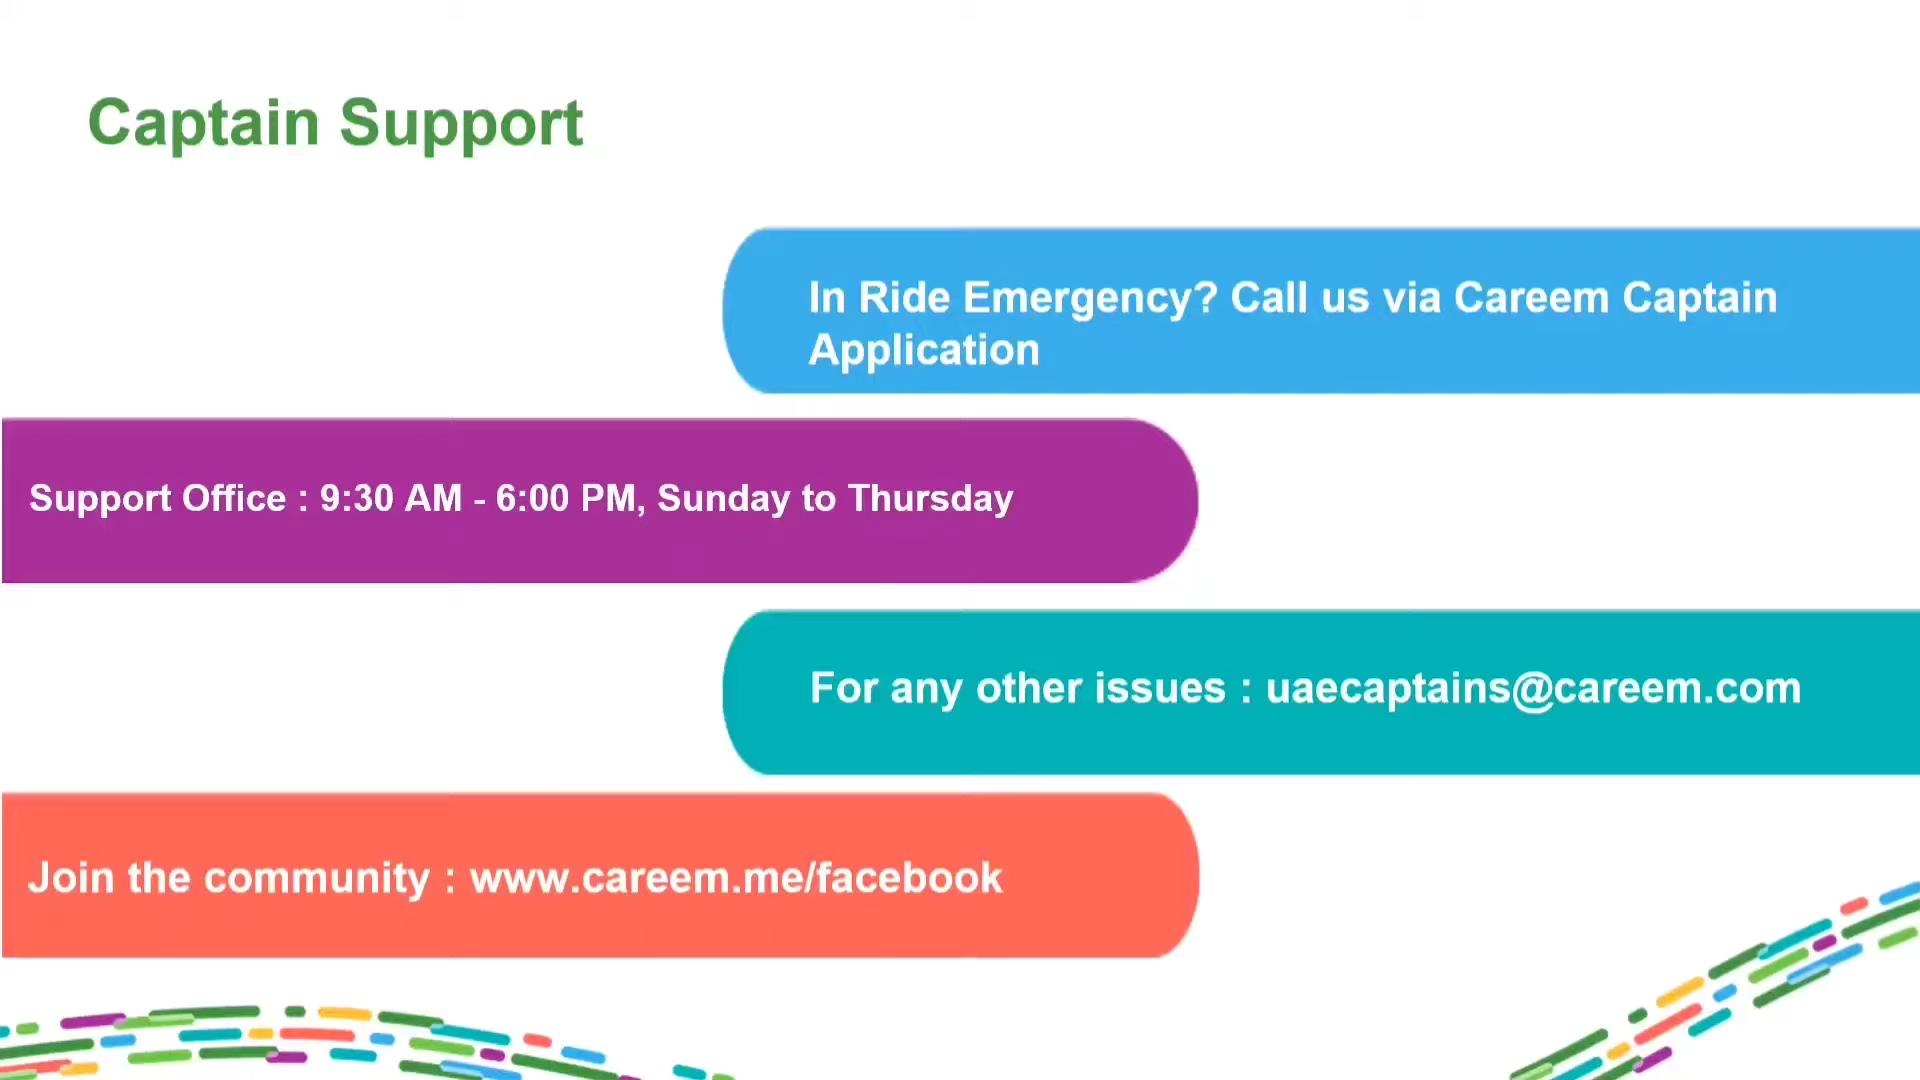 Captain Support
In Ride Emergency? Call us via Careem Captain
Application
Support Office : 9:30 AM - 6:00 PM, Sunday to Thursday
For any other issues : uaecaptains@careem.com
Join the community : www.careem.me/facebook